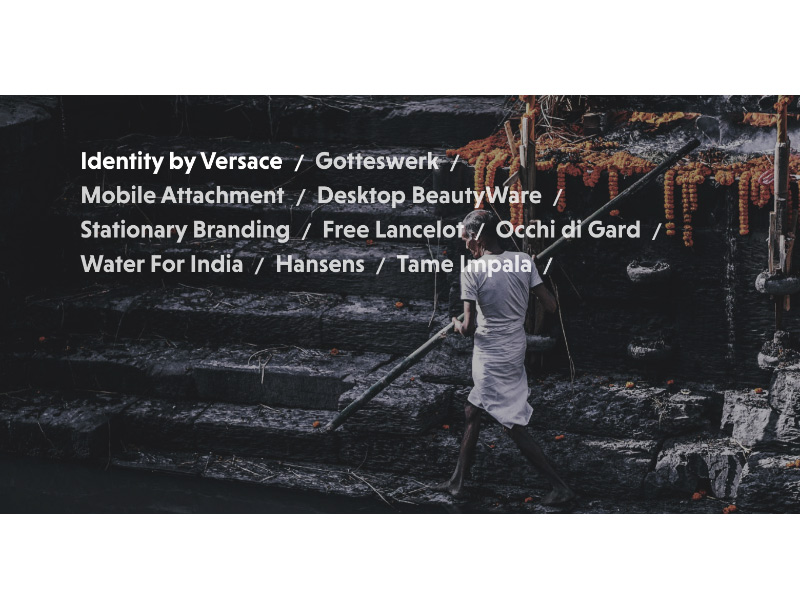 Identity by Versace / Gotteswerk /
Mobile Attachment / Desktop BeautyWare /
Stationary Branding / Free Lancelot / Occhi di Gard /
Water For India / Hansens / Tame Impala /